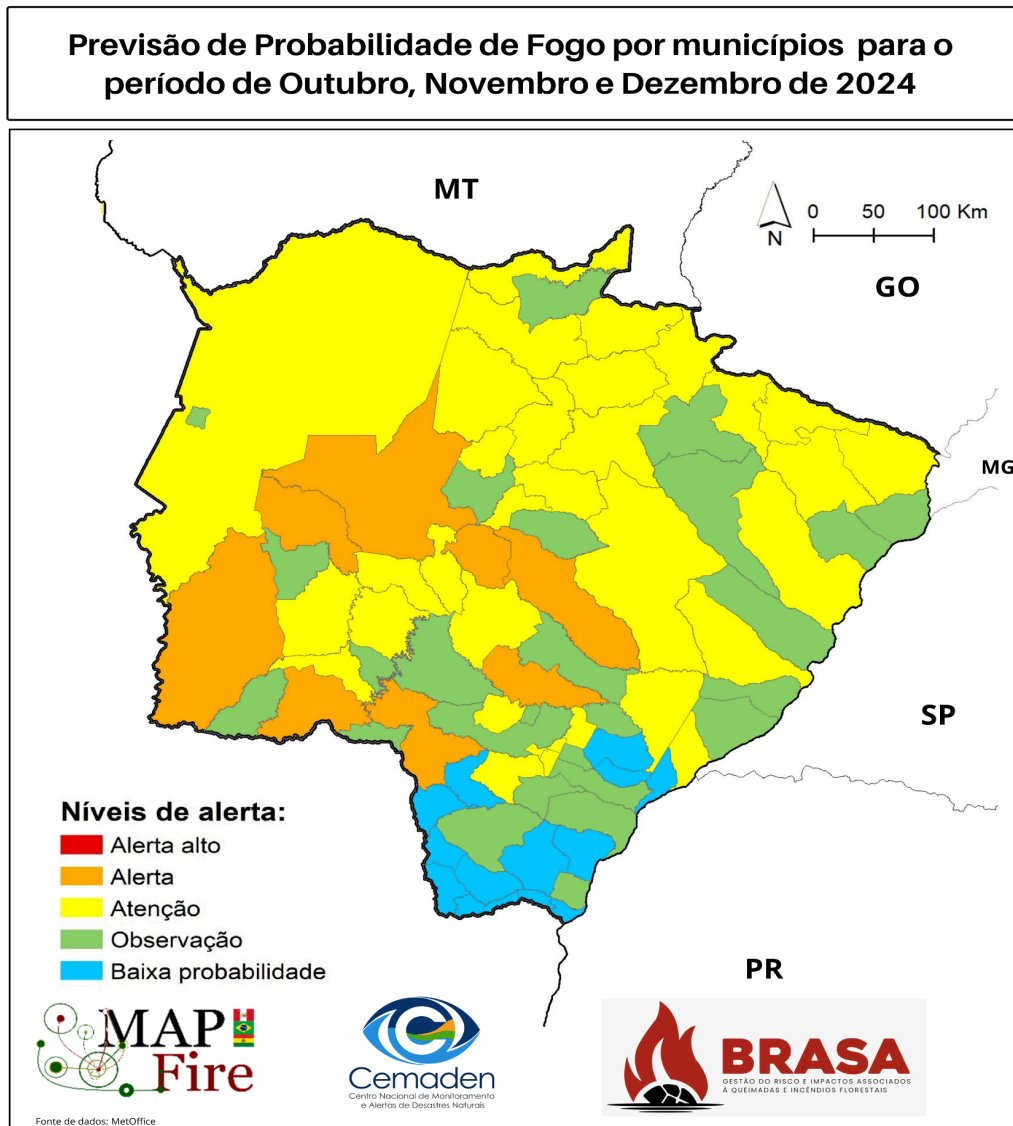 Previsão de Probabilidade de Fogo por municípios para o
período de Outubro, Novembro e Dezembro de 2024
MT
0 50 100 Km
N
GO
MG
SP
Níveis de alerta:
Alerta alto
Alerta
Atenção
Observação
Baixa probabilidade
PR
MAP
Fire
Cemaden
Centro Nacional de Monitoramento
e Alertas de Desastres Naturais
BRASA
GESTÃO DO RISCO E IMPACTOS ASSOCIADOS
À QUEIMADAS E INCÊNDIOS FLORESTAIS
Fonte de dados: MetOffice